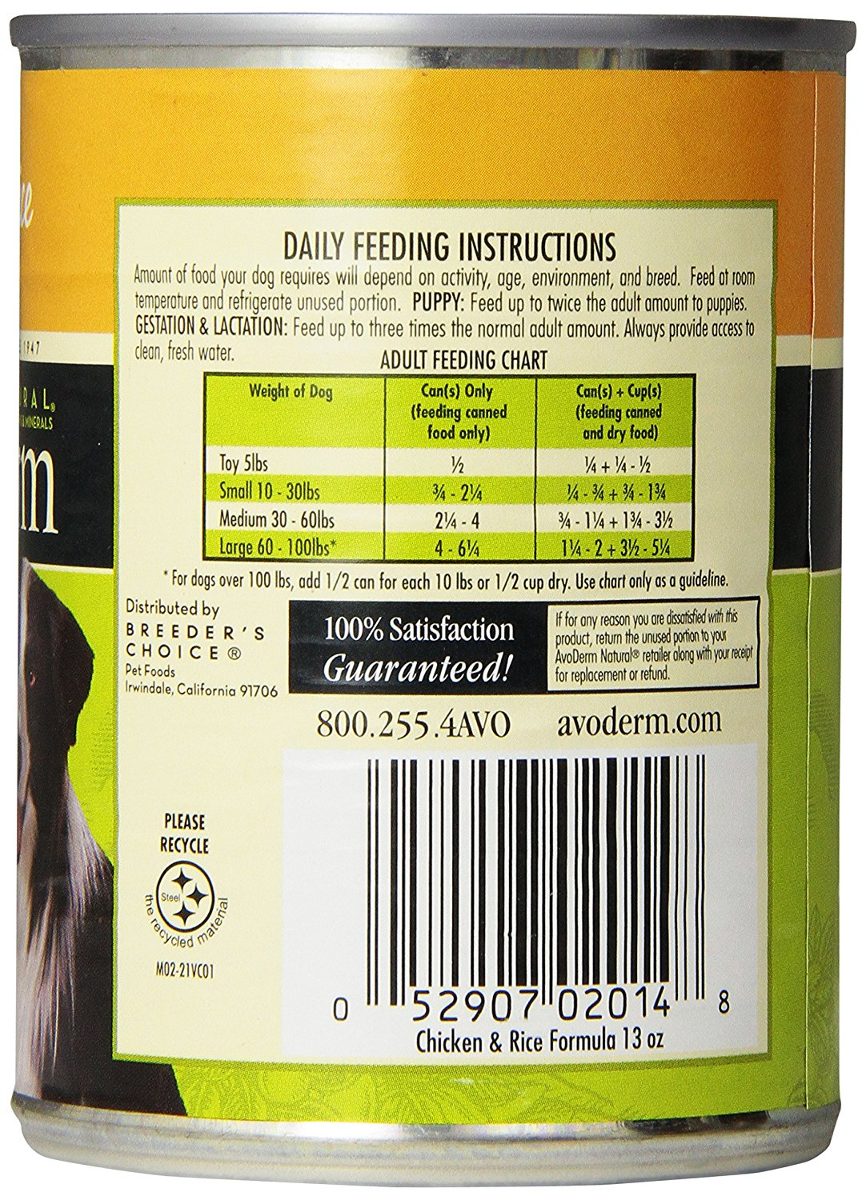 1947
RAL®
& MINERALS
rm
DAILY FEEDING INSTRUCTIONS
Amount of food your dog requires will depend on activity, age, environment, and breed. Feed at room
temperature and refrigerate unused portion. PUPPY: Feed up to twice the adult amount to puppies.
GESTATION & LACTATION: Feed up to three times the normal adult amount. Always provide access to
clean, fresh water.
ADULT FEEDING CHART
Weight of Dog Can(s) Only Can(s) + Cup(s)
(feeding canned (feeding canned
food only) and dry food)
Toy 5lbs ½ ¼ + ¼ - ½
Small 10 - 30lbs ¾ - 2¼ ¼ - ¾ + ¾ - 1¾
Medium 30 - 60lbs 2¼ - 4 ¾ - 1¼ + 1¾ - 3½
Large 60 - 100lbs* 4 - 6¼ 1¼ - 2 + 3½ - 5¼
*For dogs over 100 lbs, add 1/2 can for each 10 lbs or 1/2 cup dry. Use chart only as a guideline.
Distributed by
BREEDER'S
CHOICE ®
Pet Foods
Irwindale, California 91706
100% Satisfaction
Guaranteed!
If for any reason you are dissatisfied with this
product, return the unused portion to your
AvoDerm Natural® retailer along with your receipt
for replacement or refund.
800.255.4AVO avoderm.com
PLEASE
RECYCLE
Steel
the recycled material
M02-21VC01
0 52907 02014 8
Chicken & Rice Formula 13 oz